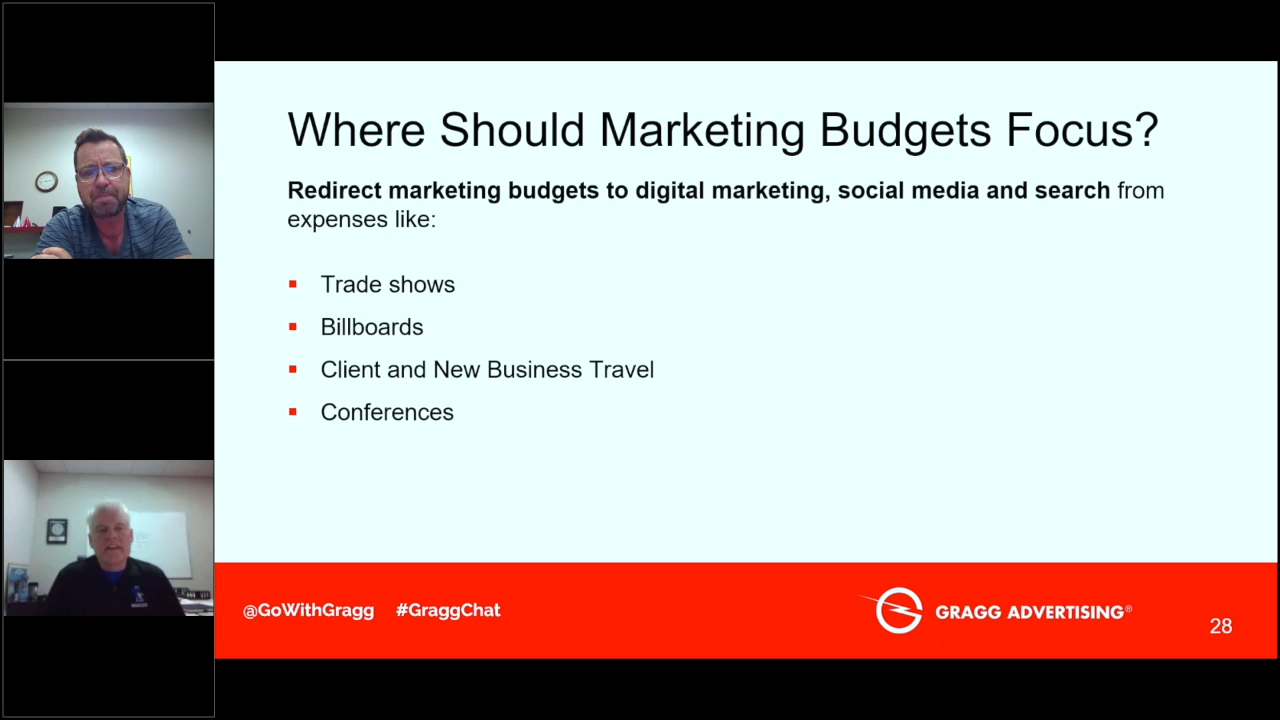 Where Should Marketing Budgets Focus?
Redirect marketing budgets to digital marketing, social media and search from
expenses like:
▪ Trade shows
▪ Billboards
▪ Client and New Business Travel
▪ Conferences
@GoWithGragg #GraggChat
GRAGG ADVERTISING®
28